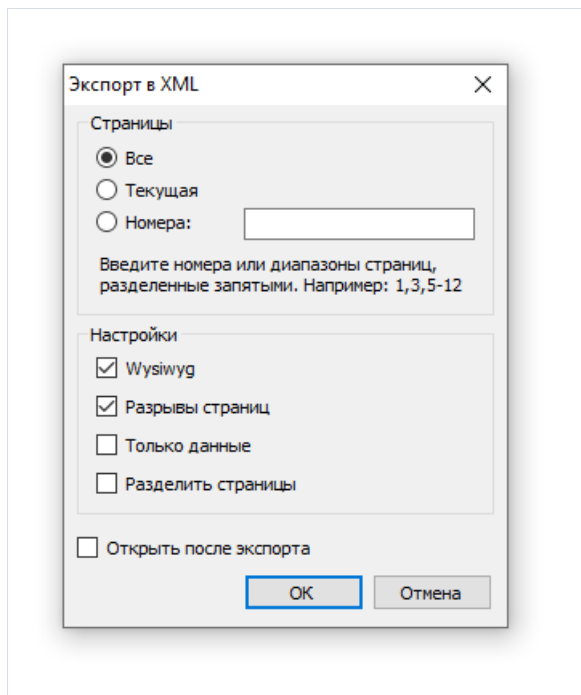 Экспорт в XML
Страницы
Все
Текущая
Номера:
Введите номера или диапазоны страниц,
разделенные запятыми. Например: 1,3,5-12
Настройки
Wysiwyg
Разрывы страниц
Только данные
Разделить страницы
Открыть после экспорта
OK Отмена